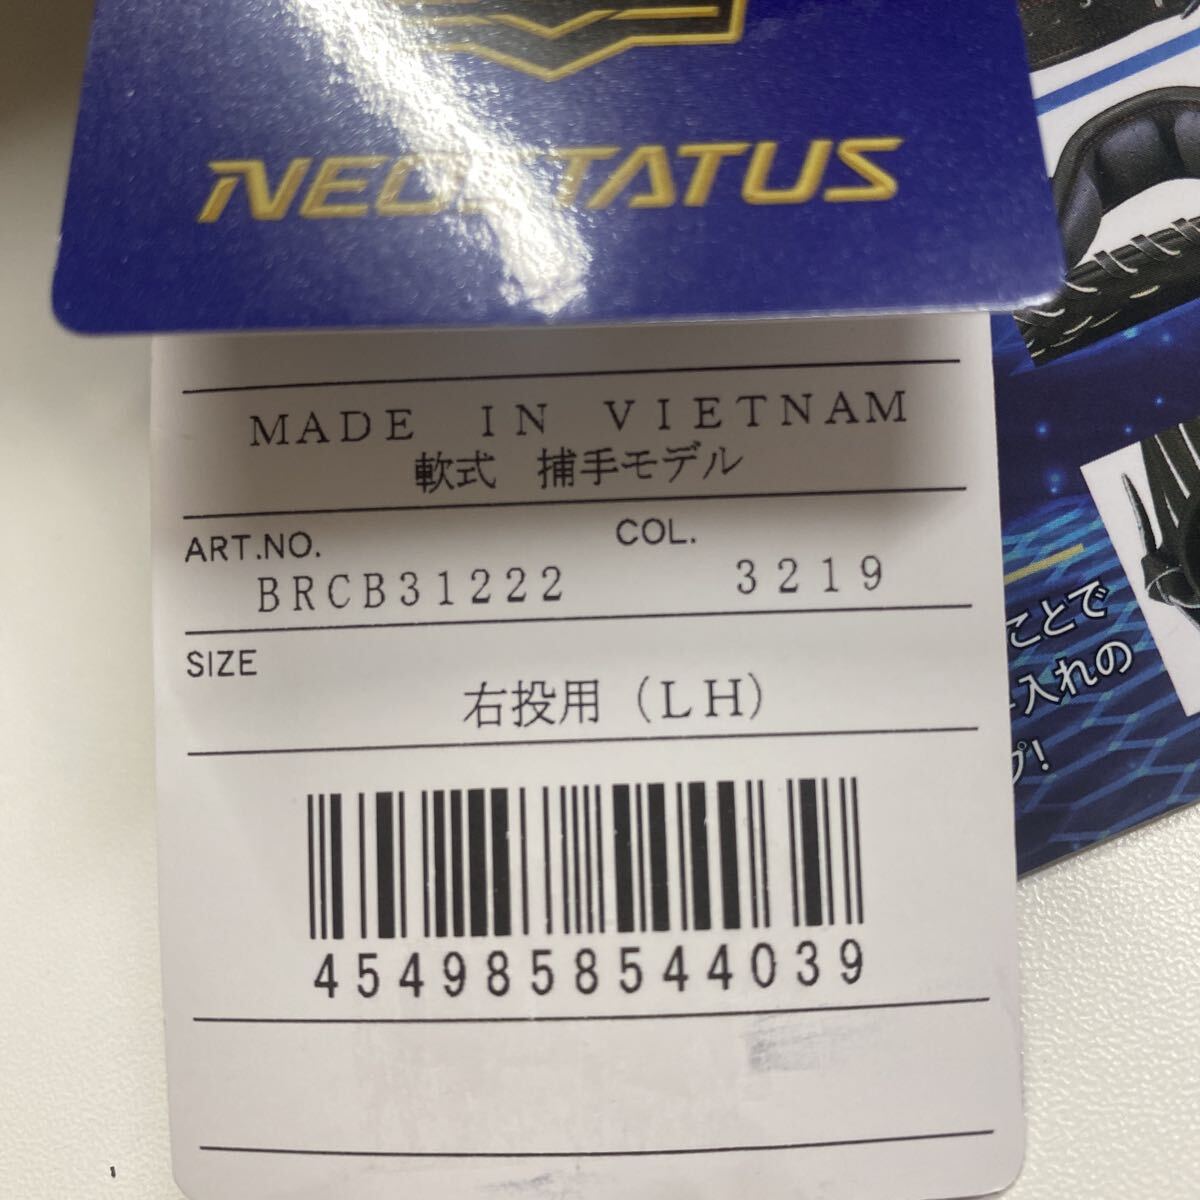 NEOSTATUS
MADE IN VIETNAM
軟式 捕手モデル
ART.NO. COL.
BRCB31222 3219
SIZE
右投用（LH）
4549858544039
ことで
入れの
プ!